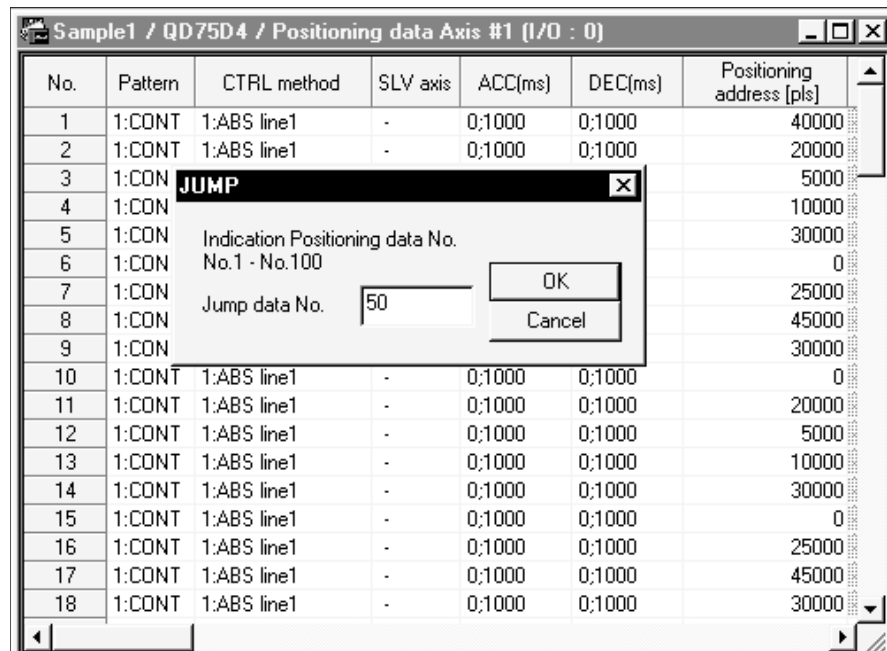 Sample1 / QD75D4 / Positioning data Axis #1 (I/O : 0)
No. Pattern CTRL method SLV axis ACC(ms) DEC(ms) Positioning address [pls]
1 1:CONT 1:ABS line1 - 0;1000 0;1000 40000
2 1:CONT 1:ABS line1 - 0;1000 0;1000 20000
3 1:CON 5000
4 1:CON 10000
5 1:CON 30000
6 1:CON 0
7 1:CON 25000
8 1:CON 45000
9 1:CON 30000
JUMP
Indication Positioning data No.
No.1 - No.100
Jump data No. 50
OK
Cancel
10 1:CONT 1:ABS line1 - 0;1000 0;1000 0
11 1:CONT 1:ABS line1 - 0;1000 0;1000 20000
12 1:CONT 1:ABS line1 - 0;1000 0;1000 5000
13 1:CONT 1:ABS line1 - 0;1000 0;1000 10000
14 1:CONT 1:ABS line1 - 0;1000 0;1000 30000
15 1:CONT 1:ABS line1 - 0;1000 0;1000 0
16 1:CONT 1:ABS line1 - 0;1000 0;1000 25000
17 1:CONT 1:ABS line1 - 0;1000 0;1000 45000
18 1:CONT 1:ABS line1 - 0;1000 0;1000 30000